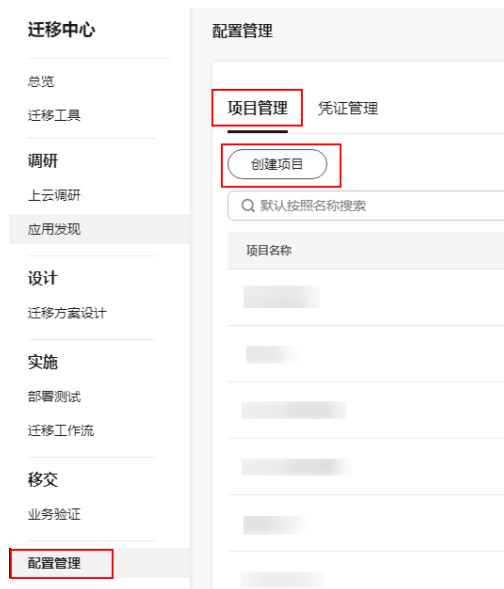 迁移中心
总览
迁移工具
调研
上云调研
应用发现
设计
迁移方案设计
实施
部署测试
迁移工作流
移交
业务验证
配置管理
配置管理
项目管理
凭证管理
创建项目
默认按照名称搜索
项目名称